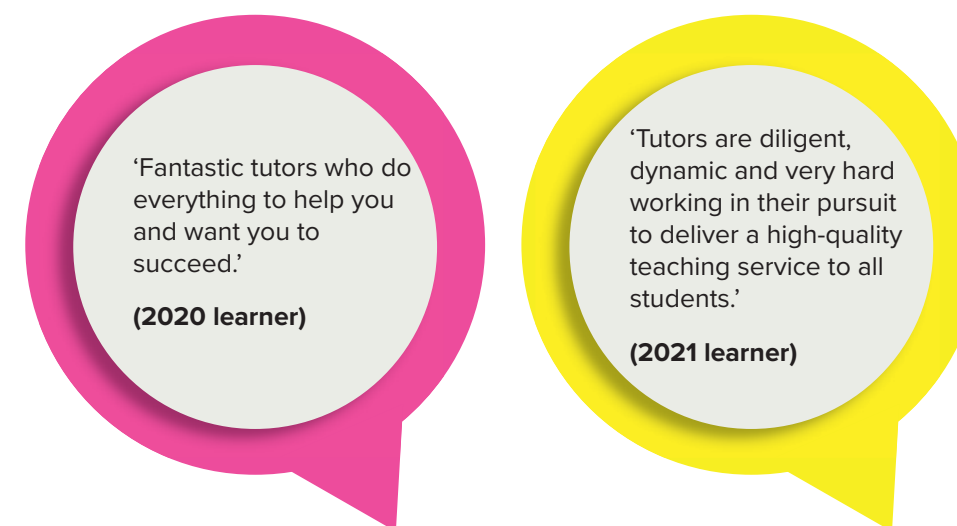 ‘Fantastic tutors who do
everything to help you
and want you to
succeed.’
(2020 learner)
‘Tutors are diligent,
dynamic and very hard
working in their pursuit
to deliver a high-quality
teaching service to all
students.’
(2021 learner)